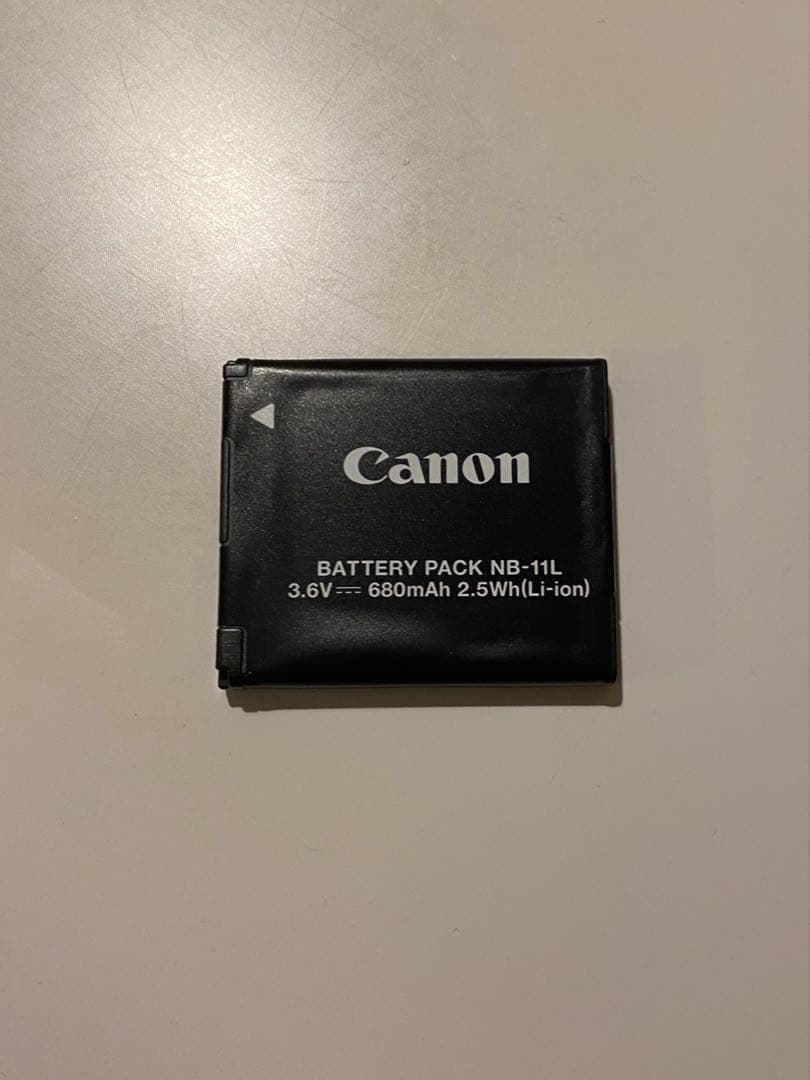 Canon
BATTERY PACK NB-11L
3.6V⎓ 680mAh 2.5Wh(Li-ion)